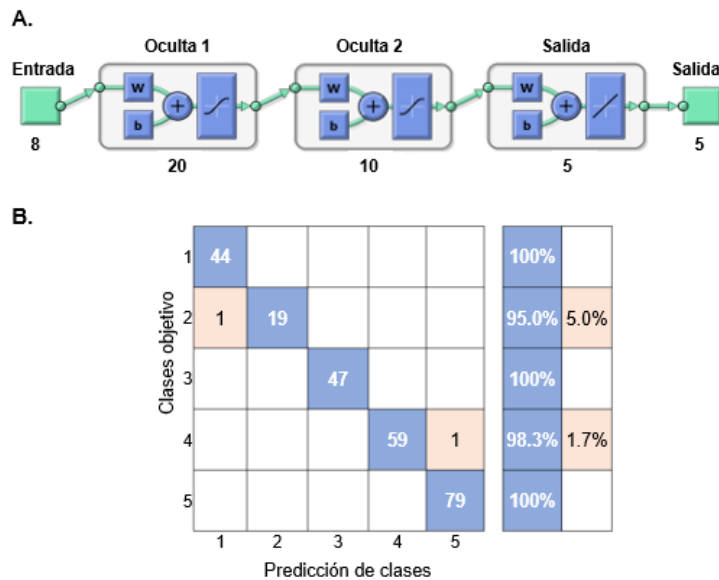 A.
Oculta 1 Oculta 2 Salida
Entrada Salida
W W W
b b b
8 20 10 5 5
B.
1 44 100%
2 1 19 95.0% 5.0%
3 47 100%
4 59 1 98.3% 1.7%
5 79 100%
Clases objetivo
1 2 3 4 5
Predicción de clases